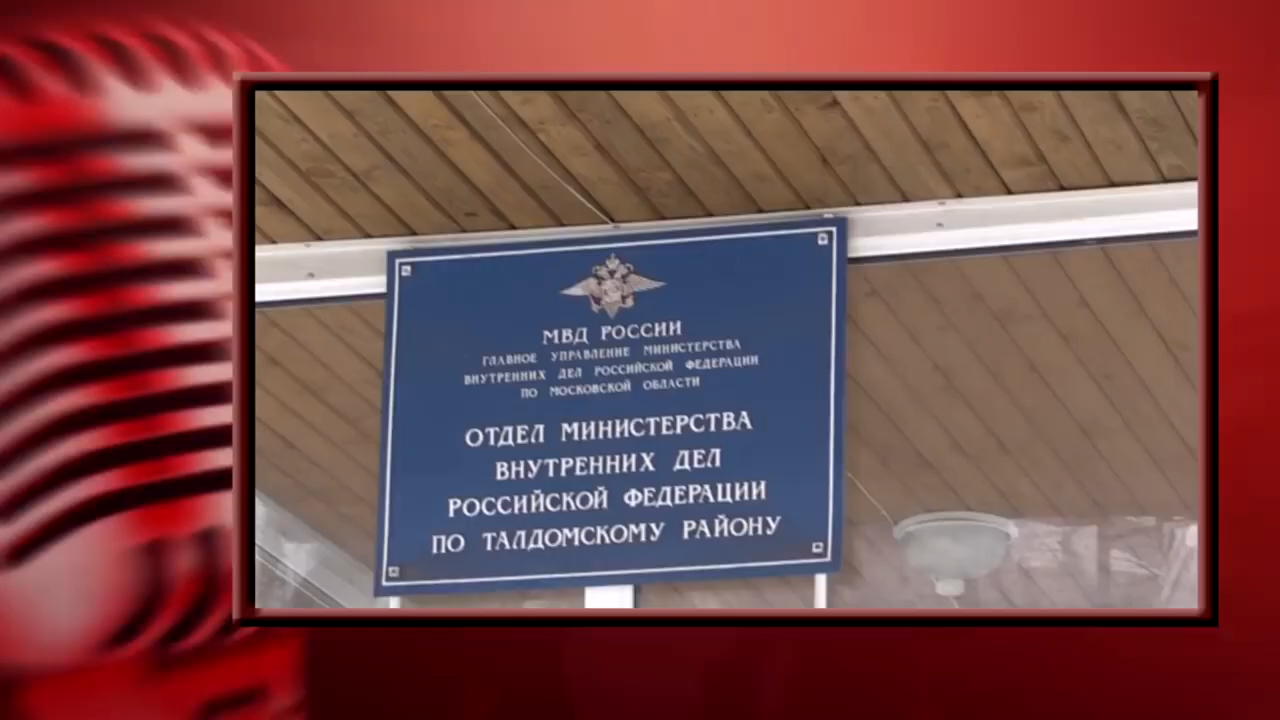 МВД РОССИИ
ГЛАВНОЕ УПРАВЛЕНИЕ МИНИСТЕРСТВА
ВНУТРЕННИХ ДЕЛ РОССИЙСКОЙ ФЕДЕРАЦИИ
ПО МОСКОВСКОЙ ОБЛАСТИ
ОТДЕЛ МИНИСТЕРСТВА
ВНУТРЕННИХ ДЕЛ
РОССИЙСКОЙ ФЕДЕРАЦИИ
ПО ТАЛДОМСКОМУ РАЙОНУ